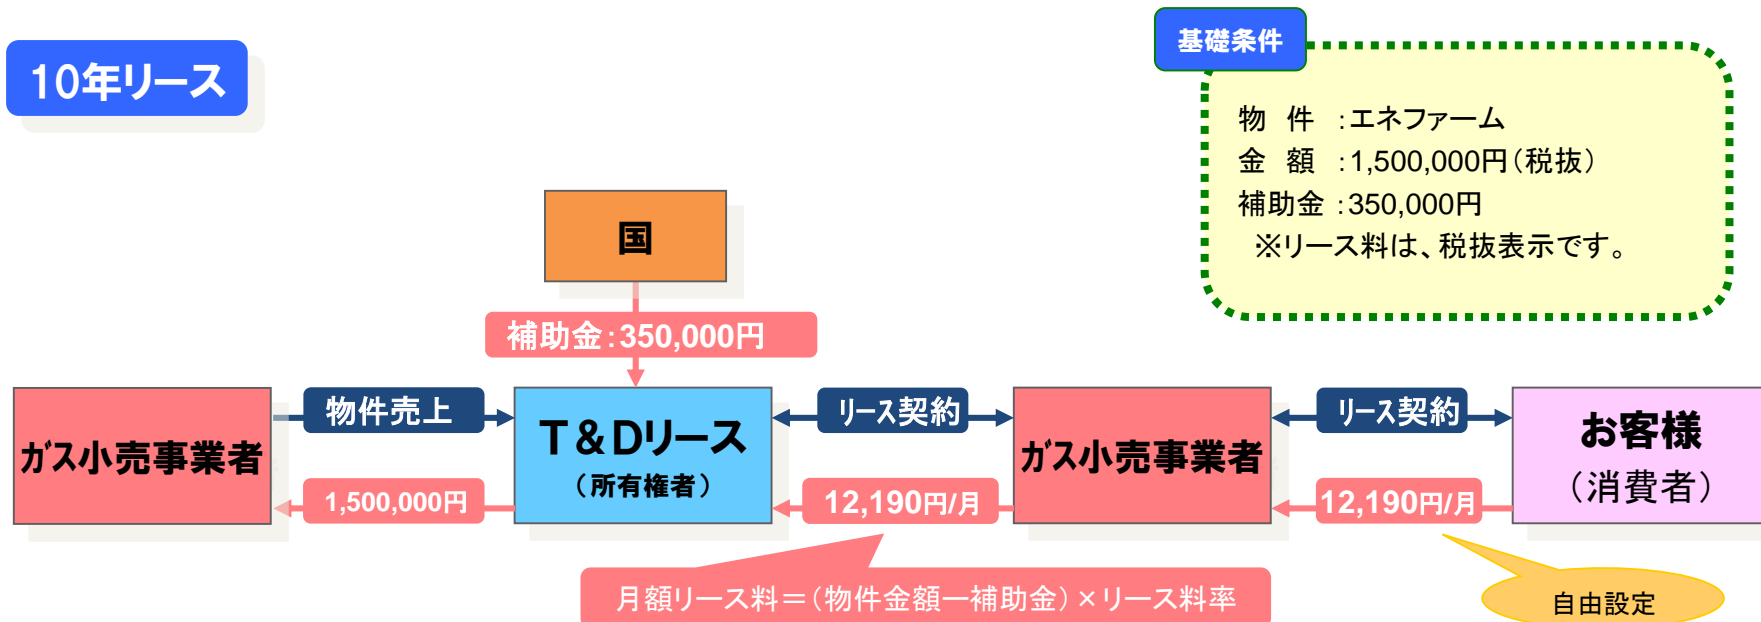 10年リース
基礎条件
物　件　：エネファーム
金　額　：1,500,000円（税抜）
補助金：350,000円
※リース料は、税抜表示です。
国
補助金：350,000円
ガス小売事業者
物件売上
1,500,000円
T＆Dリース
（所有権者）
リース契約
12,190円/月
ガス小売事業者
リース契約
12,190円/月
お客様
（消費者）
月額リース料＝（物件金額ー補助金）×リース料率
自由設定